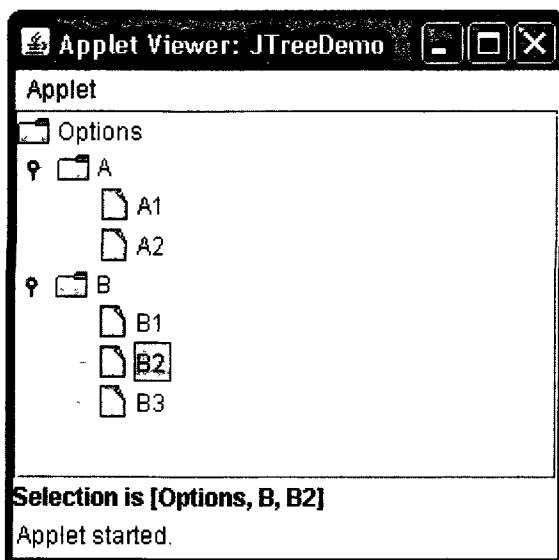 Applet Viewer: JTreeDemo
Applet
Options
A
A1
A2
B
B1
B2
B3
Selection is [Options, B, B2]
Applet started.